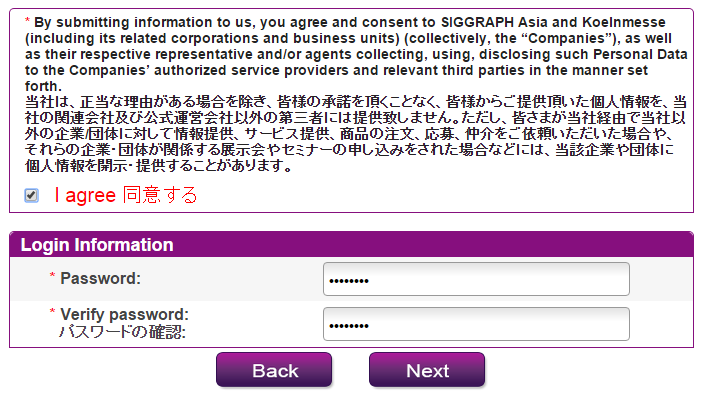 * By submitting information to us, you agree and consent to SIGGRAPH Asia and Koelnmesse
(including its related corporations and business units) (collectively, the “Companies”), as well
as their respective representative and/or agents collecting, using, disclosing such Personal Data
to the Companies’ authorized service providers and relevant third parties in the manner set
forth.
当社は、正当な理由がある場合を除き、皆様の承諾を頂くことなく、皆様からご提供頂いた個人情報を、当
社の関連会社及び公式運営会社以外の第三者には提供致しません。ただし、皆さまが当社経由で当社以
外の企業/団体に対して情報提供、サービス提供、商品の注文、応募、仲介をご依頼いただいた場合や、
それらの企業・団体が関係する展示会やセミナーの申し込みをされた場合などには、当該企業や団体に
個人情報を開示・提供することがあります。
I agree 同意する
Login Information
* Password:
••••••••
* Verify password:
パスワードの確認:
••••••••
Back Next